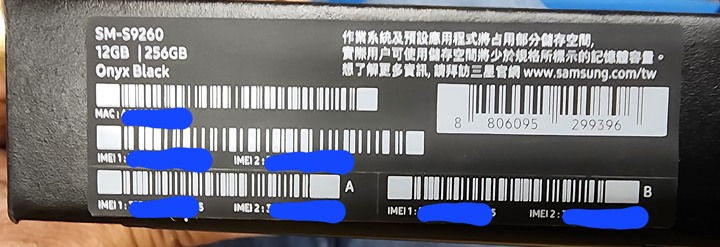 SM-S9260
12GB | 256GB
Onyx Black
作業系統及預設應用程式將占用部分儲存空間,
實際用戶可使用儲存空間將少於規格所標示的記憶體容量。
想了解更多資訊, 請拜訪三星官網 www.samsung.com/tw
MAC:
8 806095 299396
IMEI 1: IMEI 2:
A
IMEI 1: IMEI 2:
B
IMEI 1: IMEI 2: